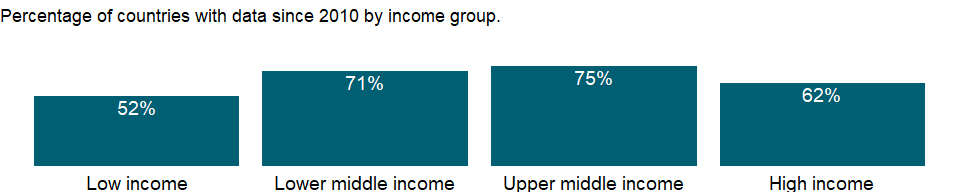 Percentage of countries with data since 2010 by income group.
52%
71%
75%
62%
Low income
Lower middle income
Upper middle income
High income